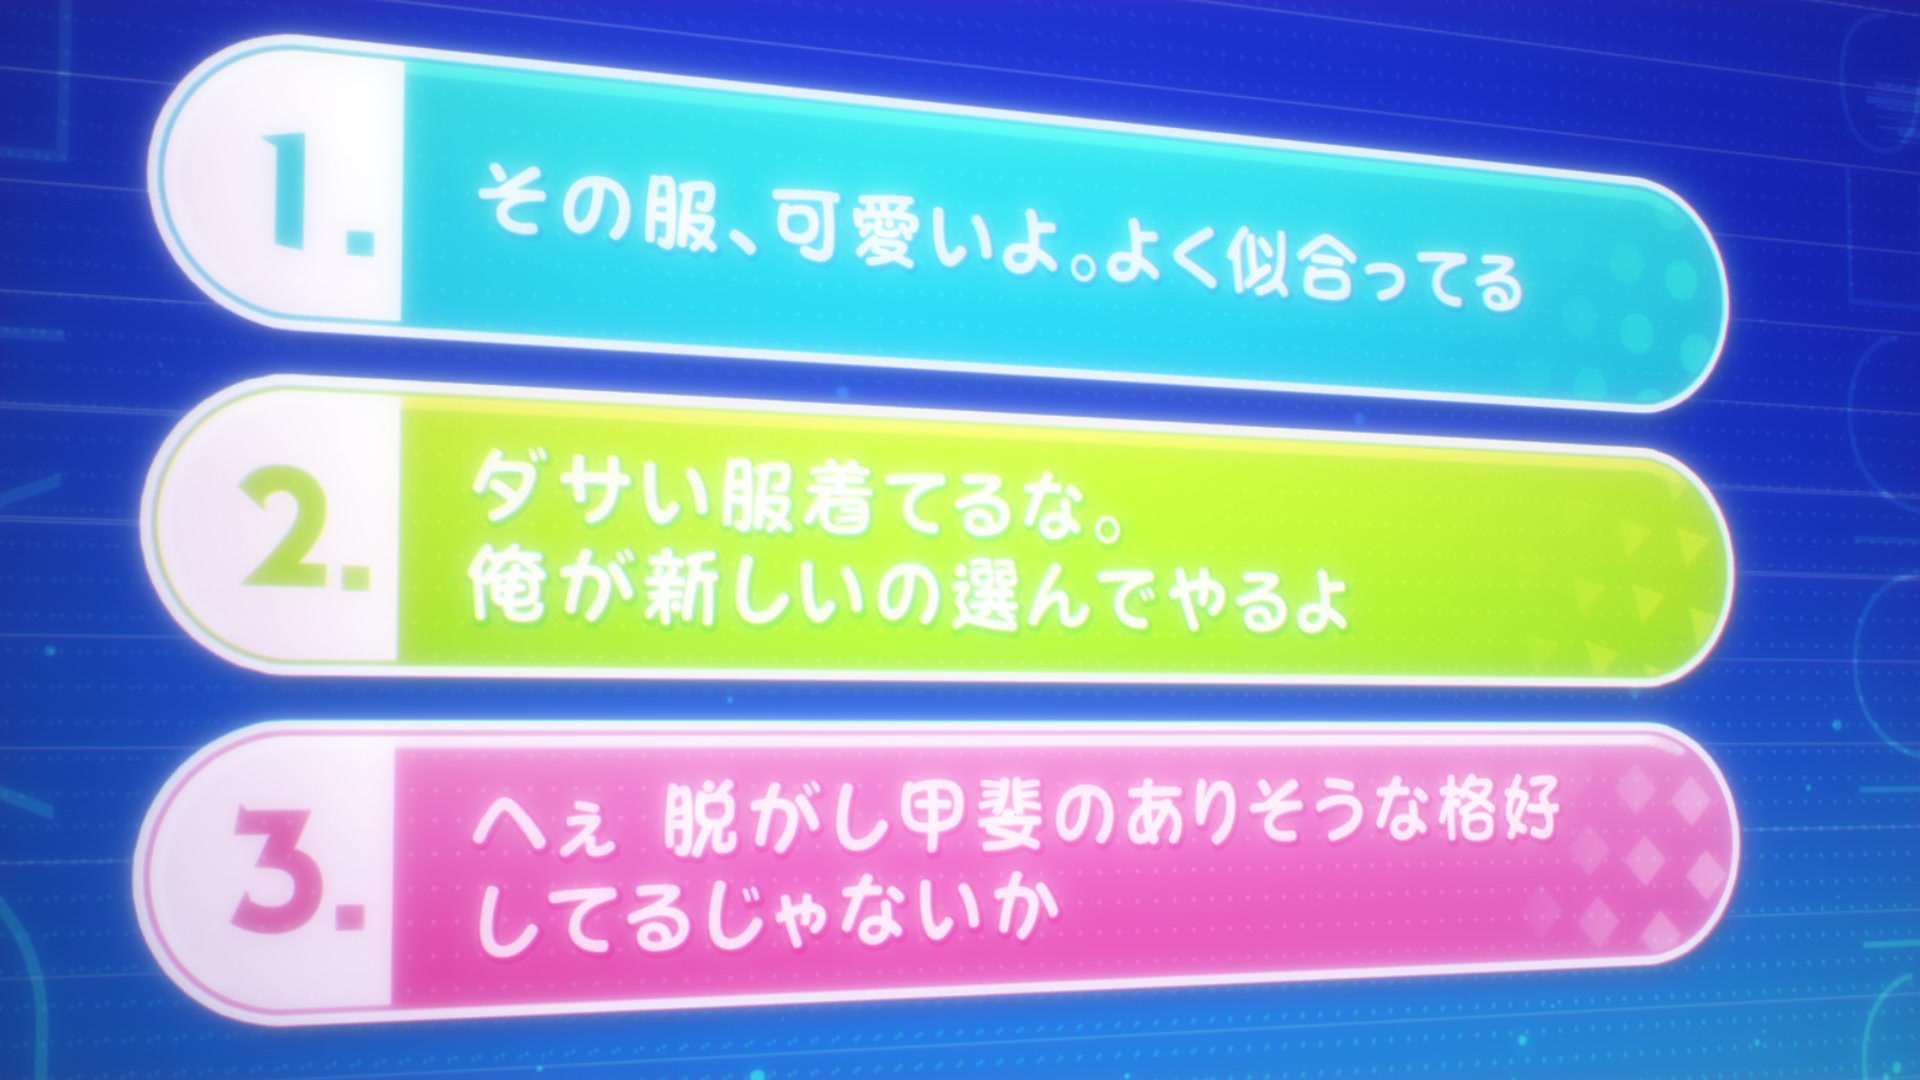 1.
その服、可愛いよ。よく似合ってる
2.
ダサい服着てるな。
俺が新しいの選んでやるよ
3.
へぇ 脱がし甲斐のありそうな格好
してるじゃないか